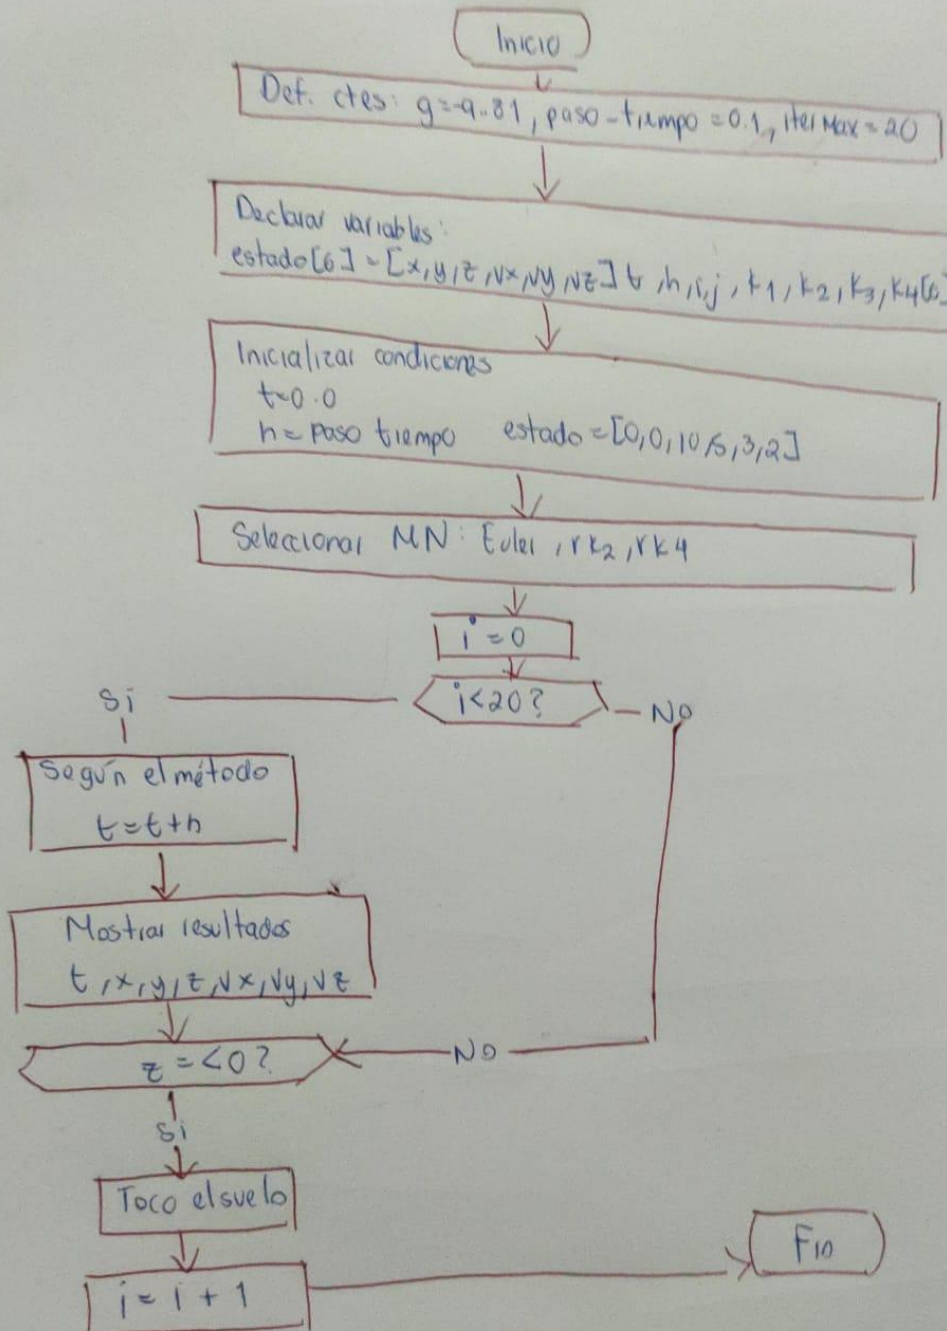 Inicio
Def. ctes: g=-9.81, paso-tiempo=0.1, iterMax=20
Declarar variables:
estado[6]=[x,y,z,vx,vy,vz] t,h,i,j,k1,k2,k3,k4[6]
Inicializar condiciones
t=0.0
h=paso tiempo estado=[0,0,10,5,3,2]
Seleccionar MN: Euler, rk2, rk4
i=0
i<20?
Si
NO
Según el método
t=t+h
Mostrar resultados
t,x,y,z,vx,vy,vz
z=<0?
NO
Si
Toco el suelo
i=i+1
Fin